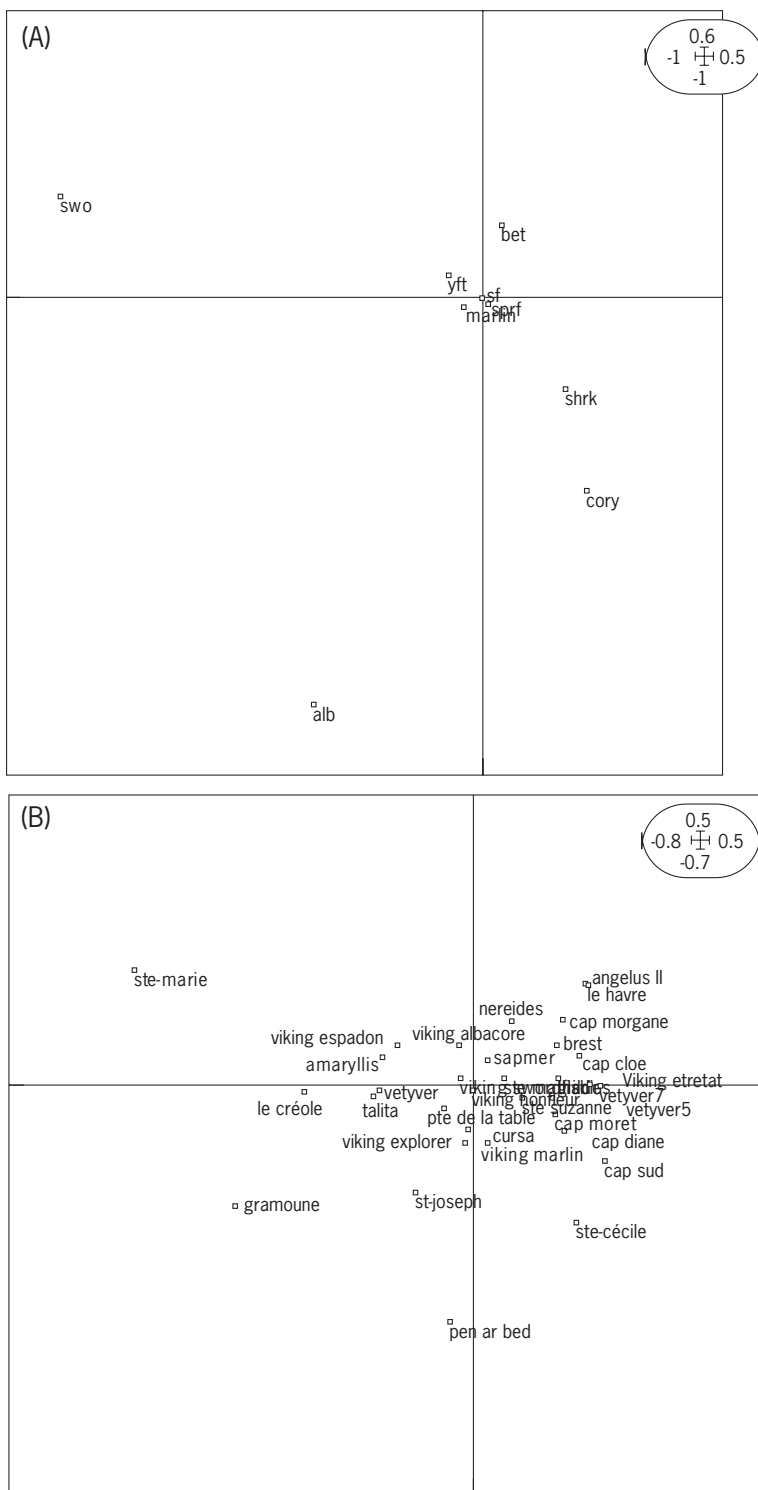 (A)
0.6
-1 0.5
-1
swo
bet
yft
sf
sprf
marlin
shrk
cory
alb
(B)
0.5
-0.8 0.5
-0.7
ste-marie
angelus II
le havre
nereides
cap morgane
viking espadon
viking albacore
brest
amaryllis
sapmer
cap cloe
viking
Viking etretat
vetyver
vetyver7
le créole
talita
viking honfleur
ste suzanne
vetyver5
pte de la table
cap moret
viking explorer
cursa
cap diane
viking marlin
cap sud
gramoune
st-joseph
ste-cécile
pen ar bed